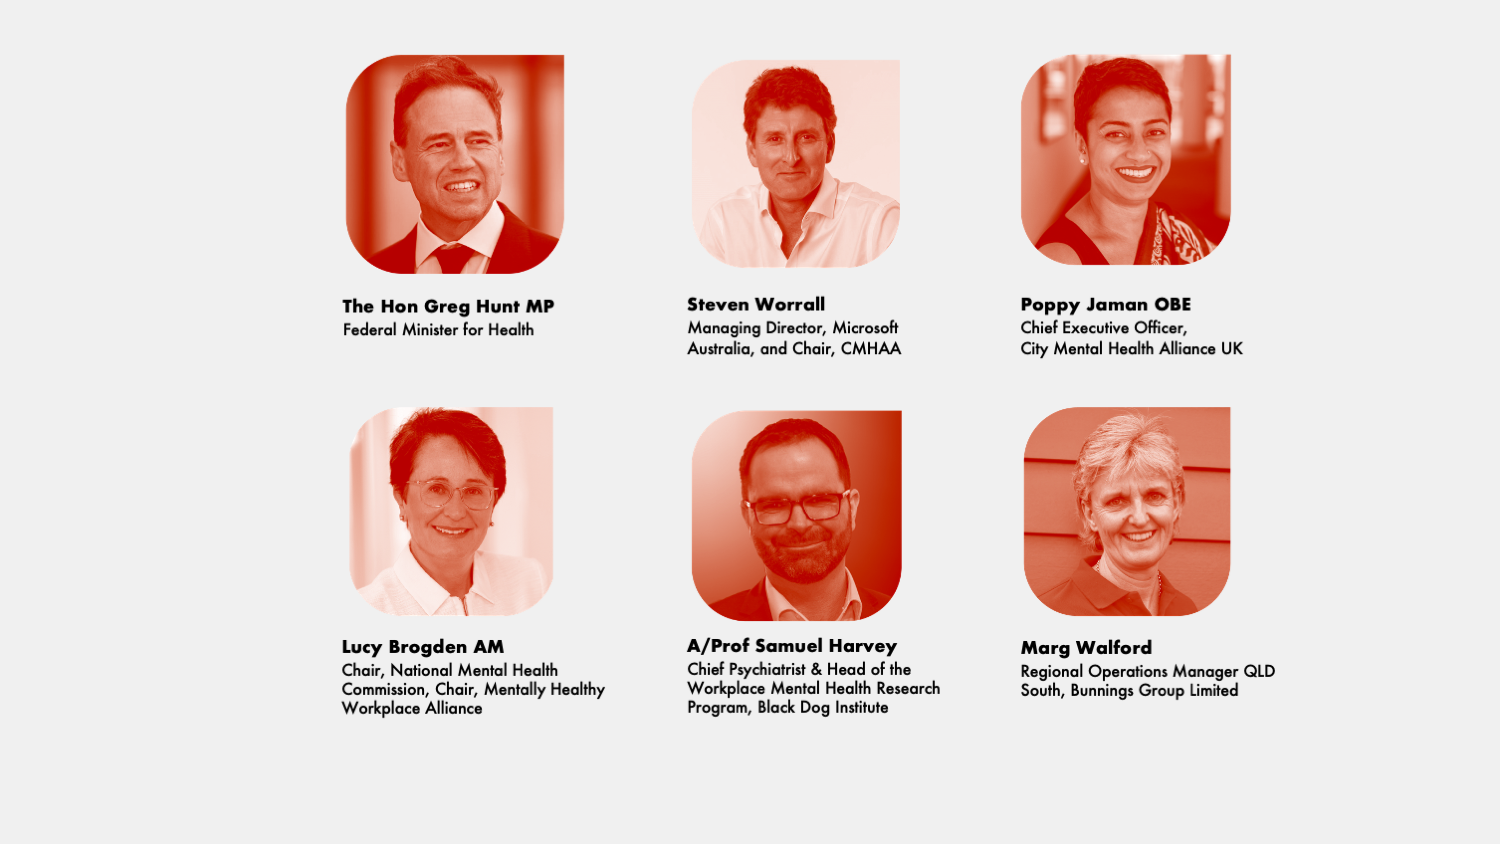 The Hon Greg Hunt MP
Federal Minister for Health
Steven Worrall
Managing Director, Microsoft
Australia, and Chair, CMHAA
Poppy Jaman OBE
Chief Executive Officer,
City Mental Health Alliance UK
Lucy Brogden AM
Chair, National Mental Health
Commission, Chair, Mentally Healthy
Workplace Alliance
A/Prof Samuel Harvey
Chief Psychiatrist & Head of the
Workplace Mental Health Research
Program, Black Dog Institute
Marg Walford
Regional Operations Manager QLD
South, Bunnings Group Limited